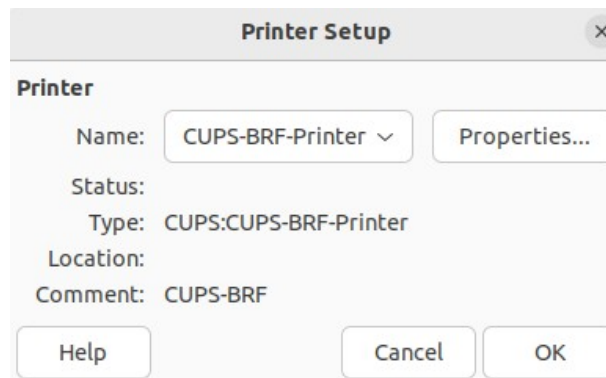 Printer Setup
Printer
Name: CUPS-BRF-Printer Properties...
Status:
Type: CUPS:CUPS-BRF-Printer
Location:
Comment: CUPS-BRF
Help Cancel OK